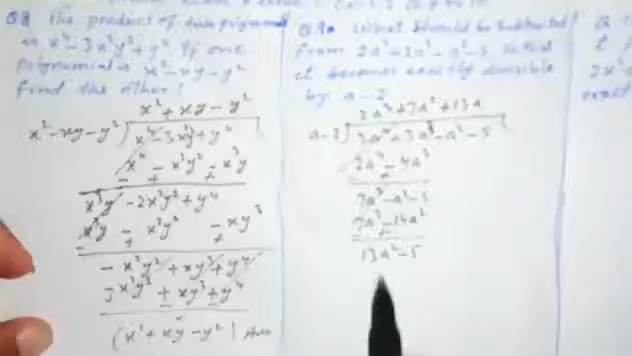 Q8 The product of two polynomials
is x⁴-3x²y²+y⁴ If one
polynomial is x²-xy-y²
find the other!
x²+xy-y²
x²-xy-y²) x⁴-3x²y²+y⁴
x⁴ - x²y² - x³y
x³y -2x²y²+y⁴
x³y - x²y² - xy³
- x²y² + xy³ + y⁴
- x²y² + xy³ + y⁴
(x²+xy-y²) Ans
What should be subtracted
from 2a⁴+3a³-a²-5 so that
it becomes exactly divisible
by a-2
2a³+7a²+13a
a-2) 2a⁴+3a³-a²-5
2a⁴-4a³
7a³-a²-5
7a³-14a²
13a²-5
Q
2x²
exact